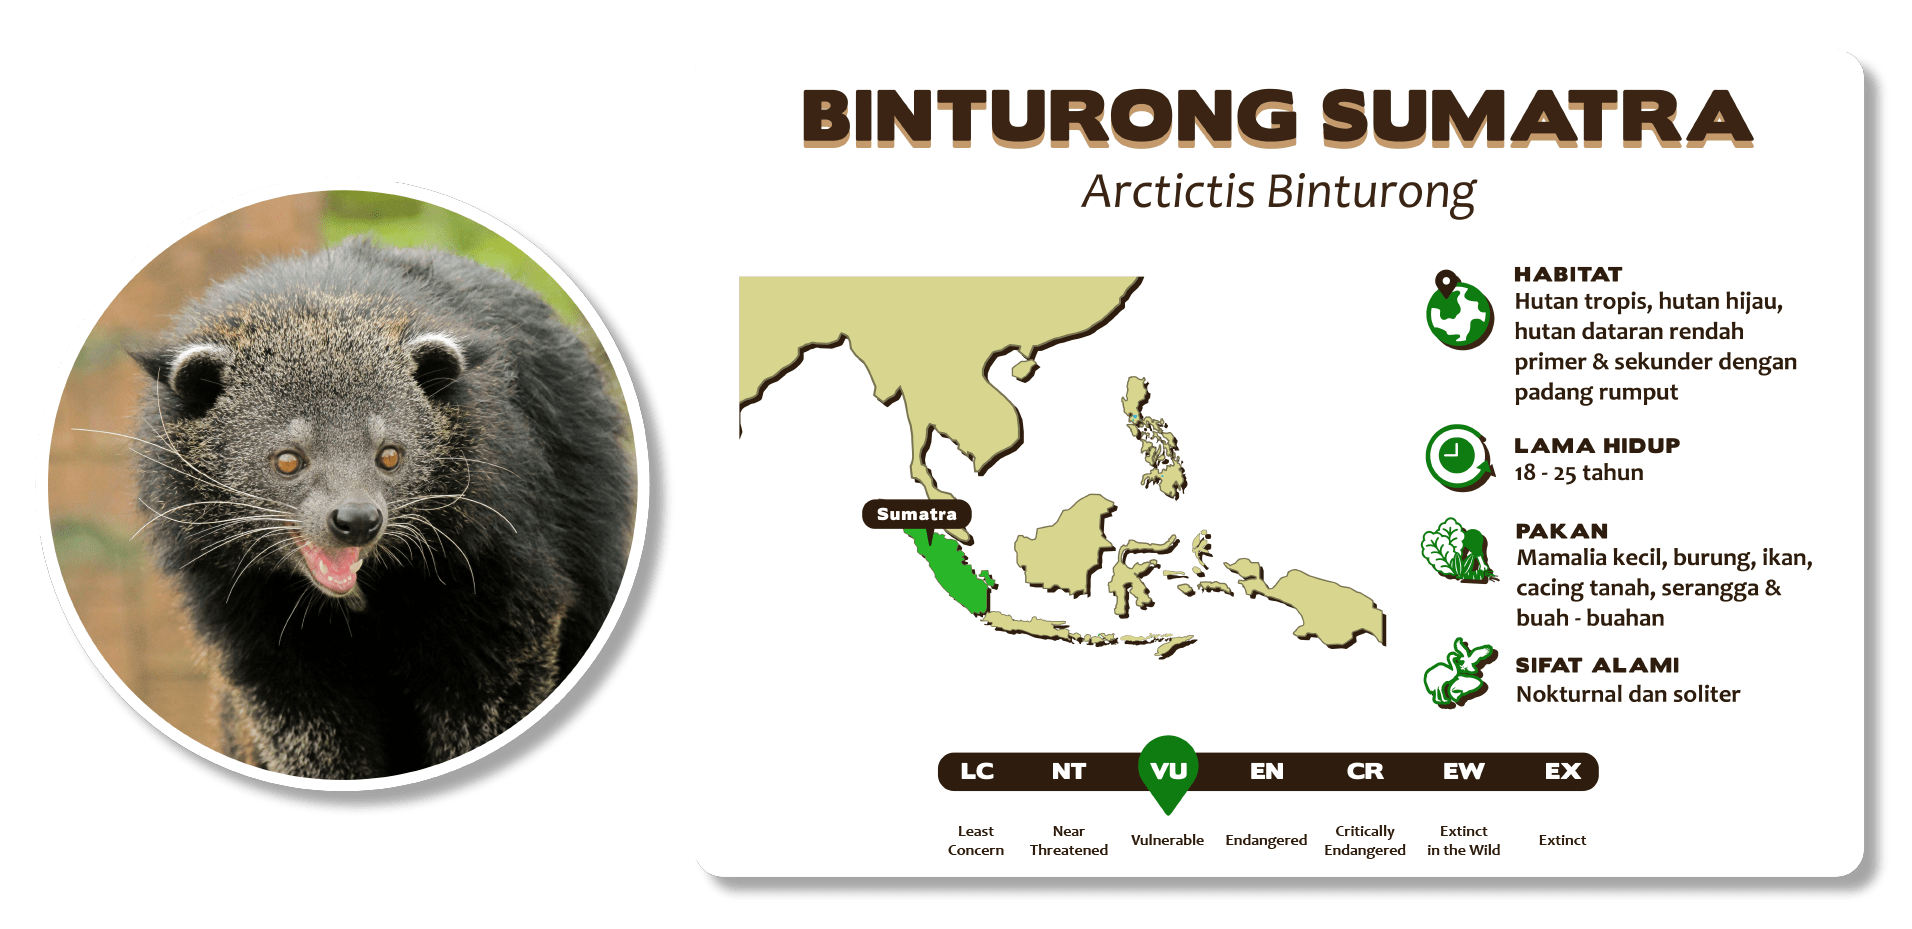 BINTURONG SUMATRA
Arctictis Binturong
Sumatra
HABITAT
Hutan tropis, hutan hijau,
hutan dataran rendah
primer & sekunder dengan
padang rumput
LAMA HIDUP
18 - 25 tahun
PAKAN
Mamalia kecil, burung, ikan,
cacing tanah, serangga &
buah - buahan
SIFAT ALAMI
Nokturnal dan soliter
LC NT VU EN CR EW EX
Least Concern
Near Threatened
Vulnerable
Endangered
Critically Endangered
Extinct in the Wild
Extinct